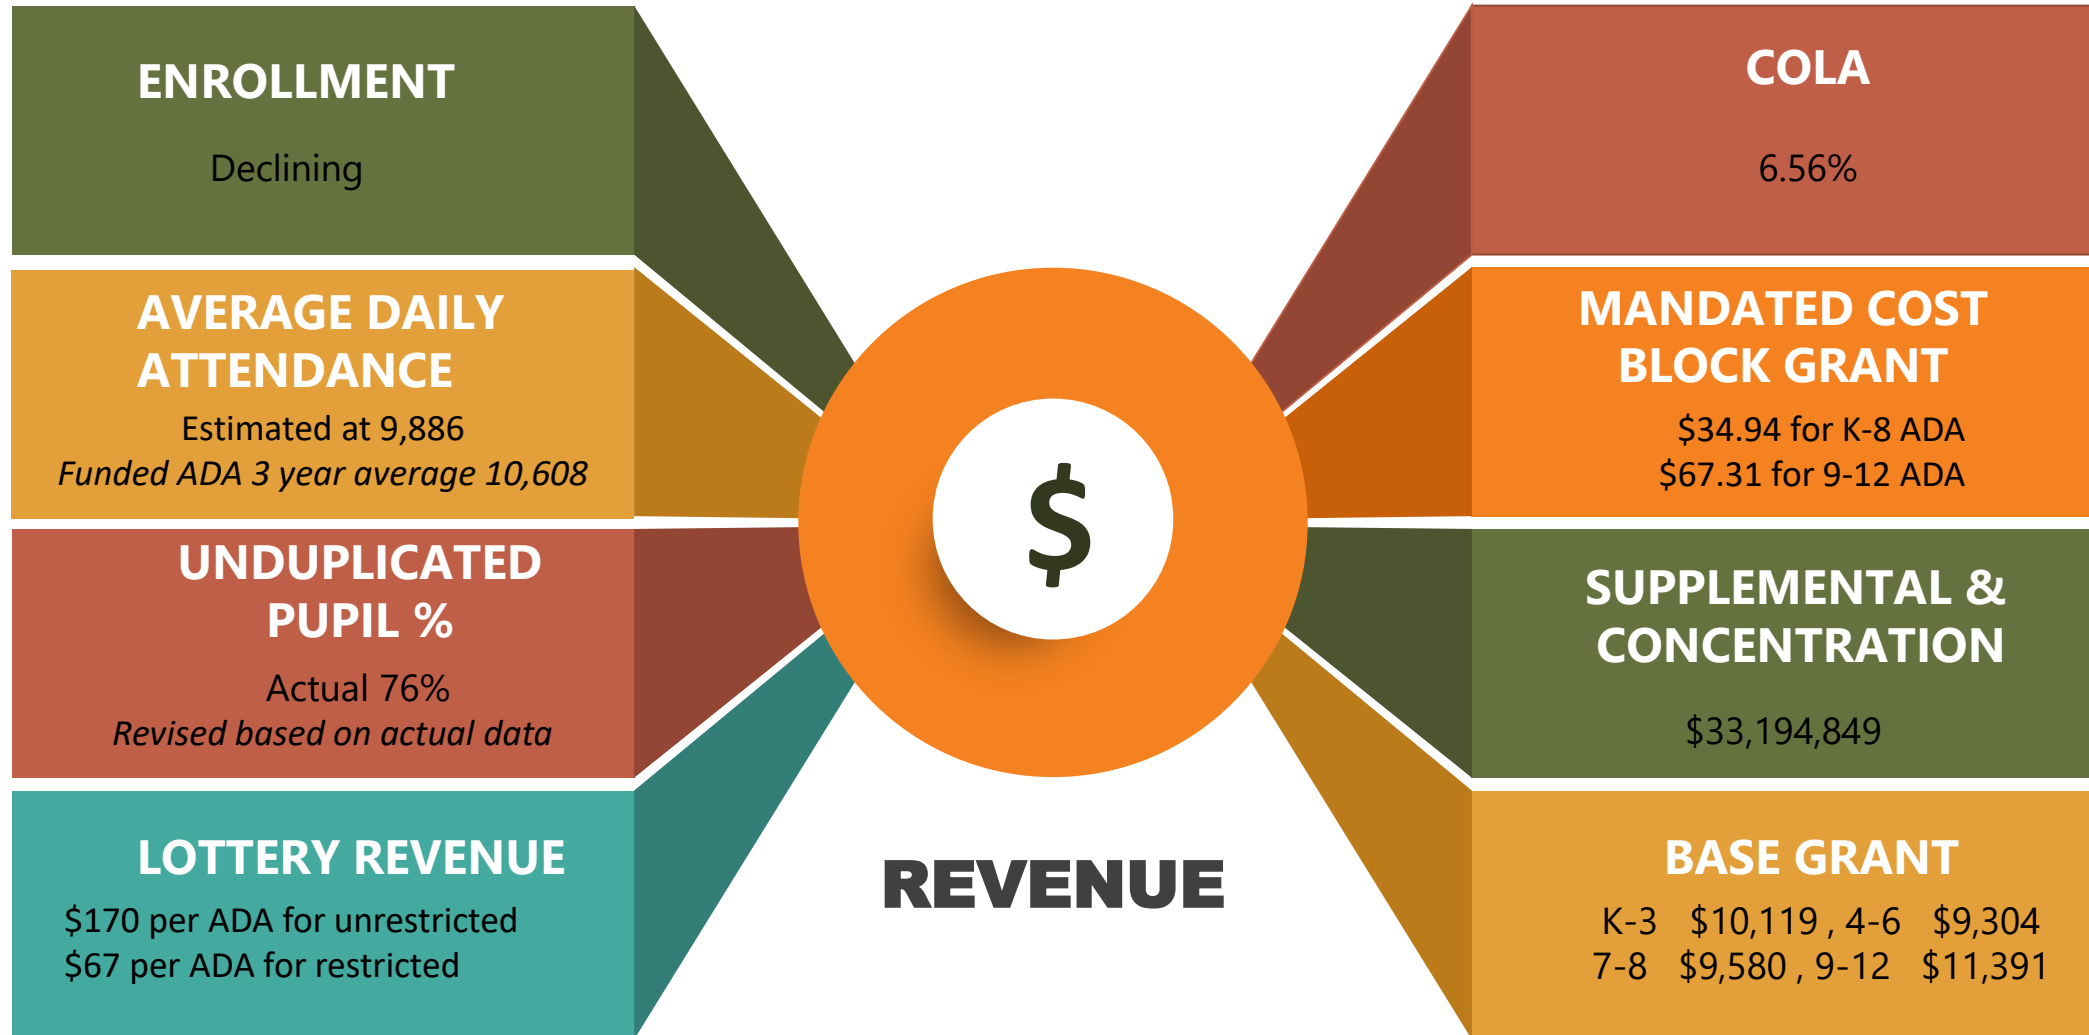 ENROLLMENT
Declining
AVERAGE DAILY
ATTENDANCE
Estimated at 9,886
Funded ADA 3 year average 10,608
UNDUPLICATED
PUPIL %
Actual 76%
Revised based on actual data
LOTTERY REVENUE
$170 per ADA for unrestricted
$67 per ADA for restricted
$
REVENUE
COLA
6.56%
MANDATED COST
BLOCK GRANT
$34.94 for K-8 ADA
$67.31 for 9-12 ADA
SUPPLEMENTAL &
CONCENTRATION
$33,194,849
BASE GRANT
K-3 $10,119 , 4-6 $9,304
7-8 $9,580 , 9-12 $11,391